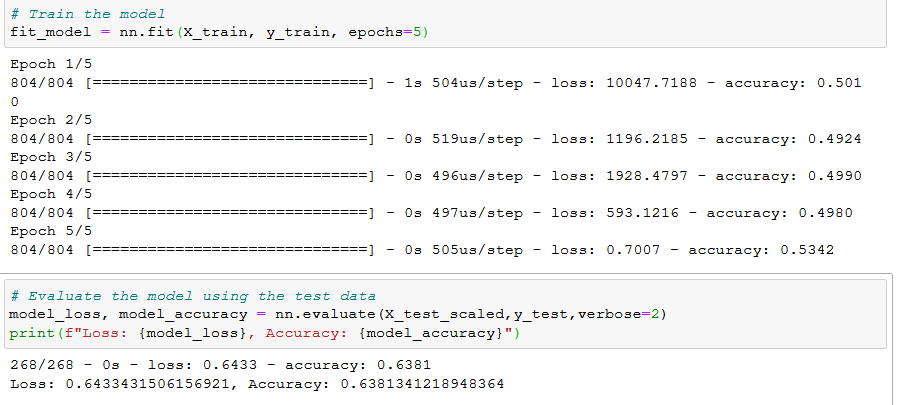 # Train the model
fit_model = nn.fit(X_train, y_train, epochs=5)
Epoch 1/5
804/804 [==============================] - 1s 504us/step - loss: 10047.7188 - accuracy: 0.501
0
Epoch 2/5
804/804 [==============================] - 0s 519us/step - loss: 1196.2185 - accuracy: 0.4924
Epoch 3/5
804/804 [==============================] - 0s 496us/step - loss: 1928.4797 - accuracy: 0.4990
Epoch 4/5
804/804 [==============================] - 0s 497us/step - loss: 593.1216 - accuracy: 0.4980
Epoch 5/5
804/804 [==============================] - 0s 505us/step - loss: 0.7007 - accuracy: 0.5342
# Evaluate the model using the test data
model_loss, model_accuracy = nn.evaluate(X_test_scaled,y_test,verbose=2)
print(f"Loss: {model_loss}, Accuracy: {model_accuracy}")
268/268 - 0s - loss: 0.6433 - accuracy: 0.6381
Loss: 0.6433431506156921, Accuracy: 0.6381341218948364